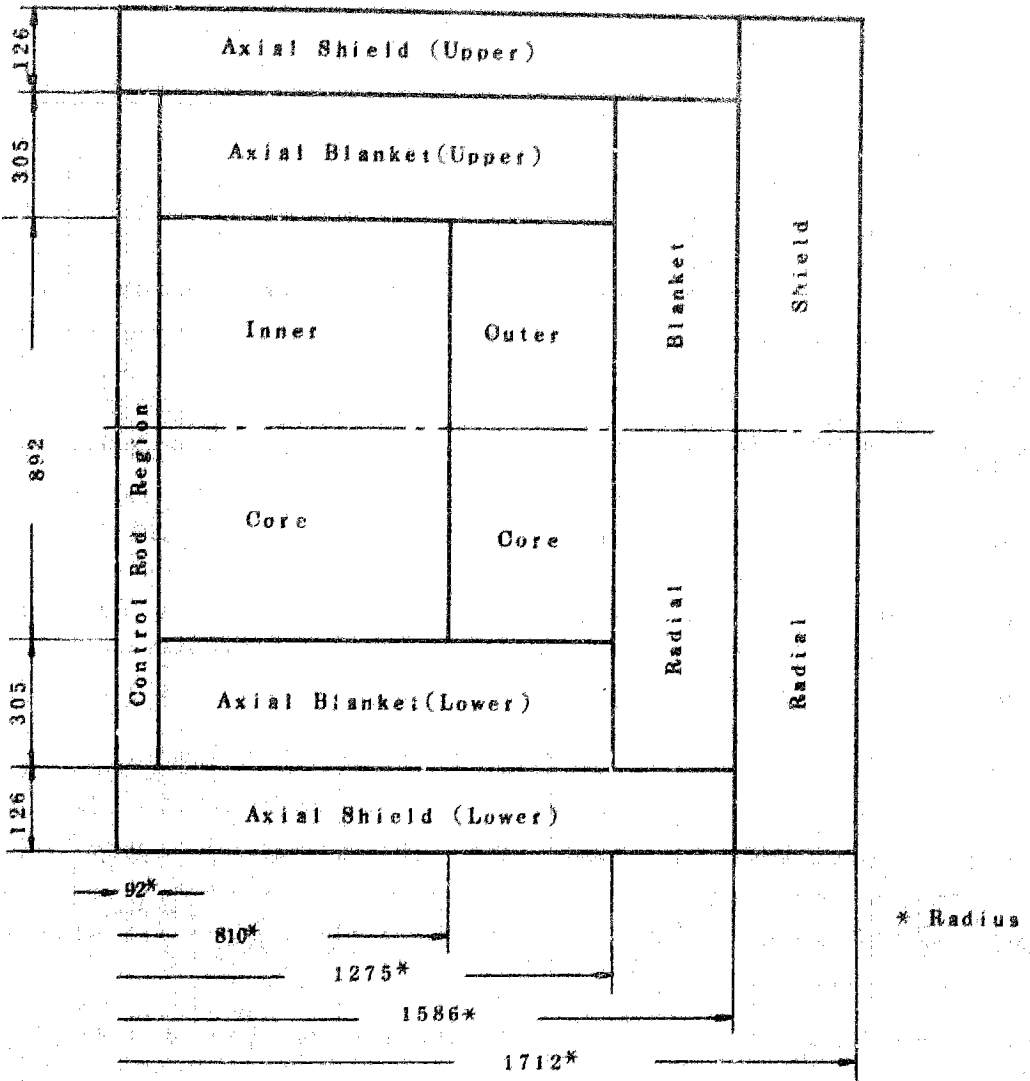 126
Axial Shield (Upper)
305
Axial Blanket(Upper)
Blanket
Shield
Inner
Outer
892
Control Rod Region
Core
Core
Radial
Radial
305
Axial Blanket(Lower)
126
Axial Shield (Lower)
92*
810*
* Radius
1275*
1586*
1712*